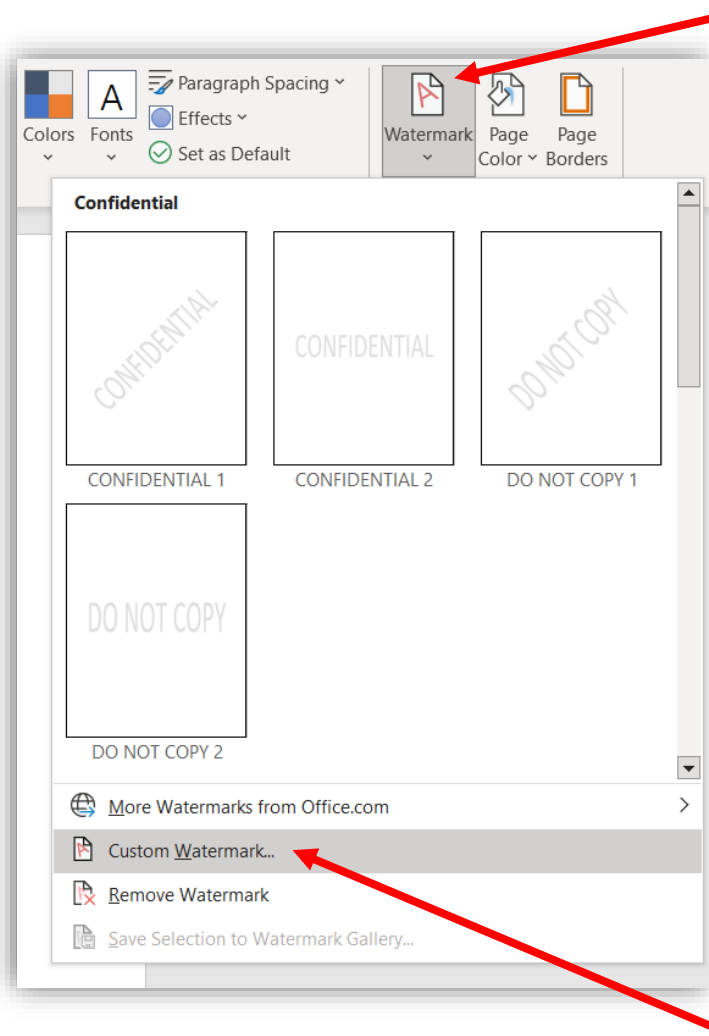 Paragraph Spacing
A
Effects
Colors Fonts
Set as Default
Watermark
Page Color
Page Borders
Confidential
CONFIDENTIAL
CONFIDENTIAL
DO NOT COPY
CONFIDENTIAL 1
CONFIDENTIAL 2
DO NOT COPY 1
DO NOT COPY
DO NOT COPY 2
More Watermarks from Office.com
Custom Watermark...
Remove Watermark
Save Selection to Watermark Gallery...